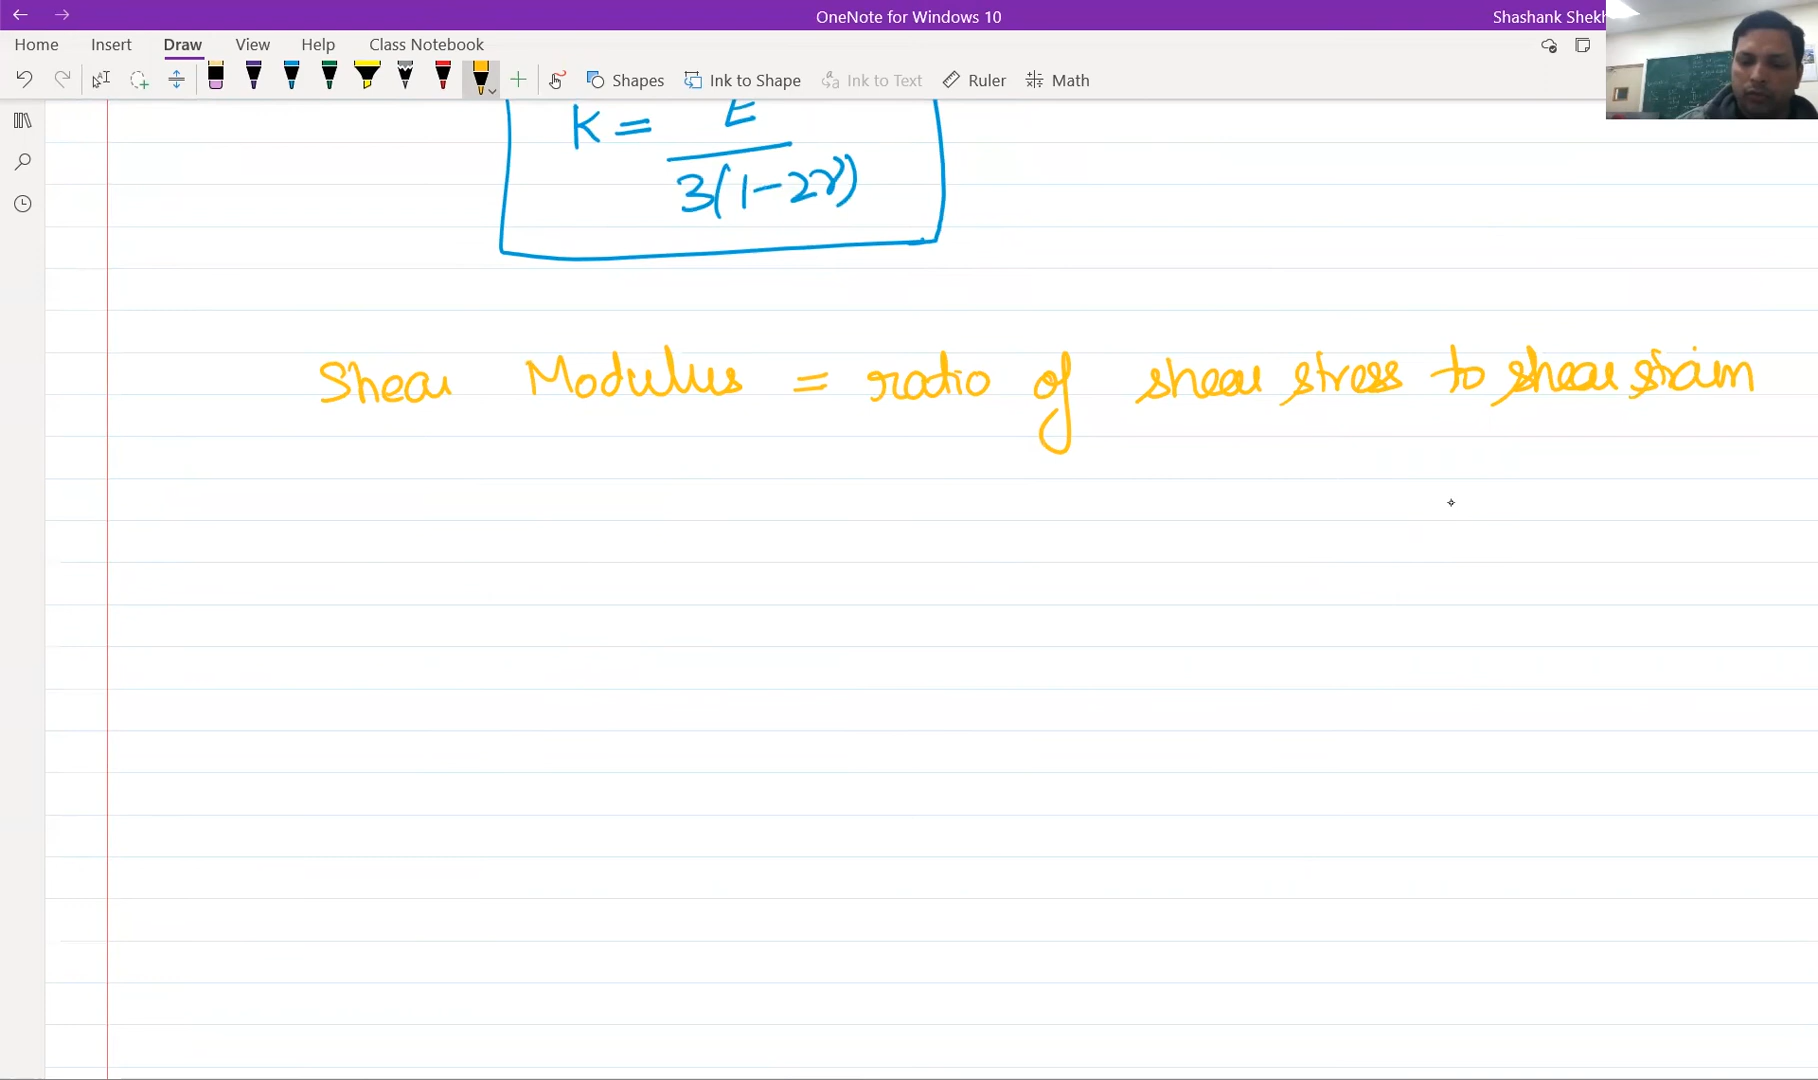 OneNote for Windows 10
Shashank Shekh
Home Insert Draw View Help Class Notebook
Shapes Ink to Shape Ink to Text Ruler Math
K = E
3(1-2ν)
Shear Modulus = ratio of shear stress to shear strain